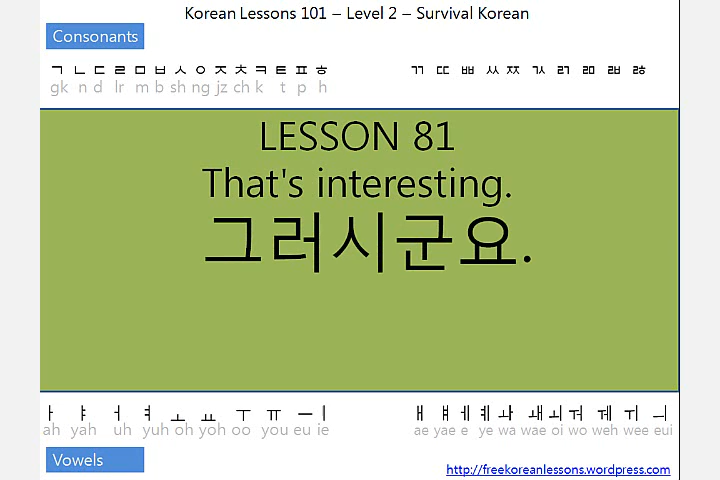 Korean Lessons 101 – Level 2 – Survival Korean
Consonants
ㄱ ㄴ ㄷ ㄹ ㅁ ㅂ ㅅ ㅇ ㅈ ㅊ ㅋ ㅌ ㅍ ㅎ ㄲ ㄸ ㅃ ㅆ ㅉ ㄳ ㄺ ㄻ ㄼ ㅀ
gk n d lr m b sh ng jz ch k t p h
LESSON 81
That's interesting.
그러시군요.
ㅏ ㅑ ㅓ ㅕ ㅗ ㅛ ㅜ ㅠ ㅡ ㅣ ㅐ ㅒ ㅔ ㅖ ㅘ ㅙ ㅚ ㅝ ㅞ ㅟ ㅢ
ah yah uh yuh oh yoh oo you eu ie ae yae e ye wa wae oi wo weh wee eui
Vowels
http://freekoreanlessons.wordpress.com